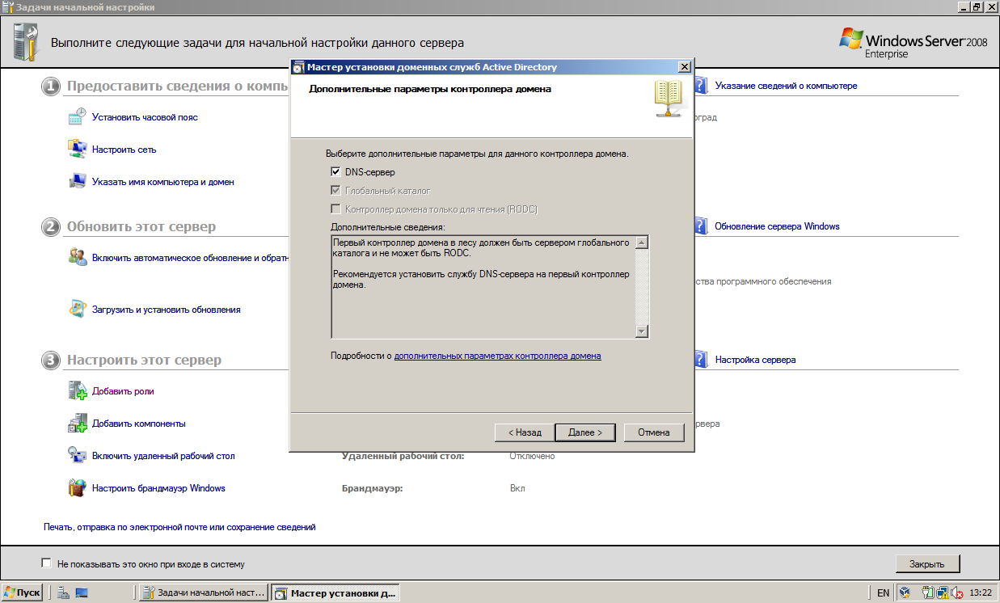 Задачи начальной настройки
Выполните следующие задачи для начальной настройки данного сервера
Windows Server 2008
Enterprise
Мастер установки доменных служб Active Directory
Дополнительные параметры контроллера домена
1 Предоставить сведения о компь
Указание сведений о компьютере
Установить часовой пояс
оград
Настроить сеть
Указать имя компьютера и домен
Выберите дополнительные параметры для данного контроллера домена.
DNS-сервер
Глобальный каталог
Контроллер домена только для чтения (RODC)
Дополнительные сведения:
Первый контроллер домена в лесу должен быть сервером глобального
каталога и не может быть RODC.
Рекомендуется установить службу DNS-сервера на первый контроллер
домена.
Подробности о дополнительных параметрах контроллера домена
< Назад
Далее >
Отмена
2 Обновить этот сервер
Обновление сервера Windows
Включить автоматическое обновление и обратн
ства программного обеспечения
Загрузить и установить обновления
3 Настроить этот сервер
Настройка сервера
Добавить роли
Добавить компоненты
рвера
Включить удаленный рабочий стол
Удаленный рабочий стол:
Отключено
Настроить брандмауэр Windows
Брандмауэр:
Вкл
Печать, отправка по электронной почте или сохранение сведений
Не показывать это окно при входе в систему
Закрыть
Пуск
Задачи начальной наст...
Мастер установки д...
EN
13:22